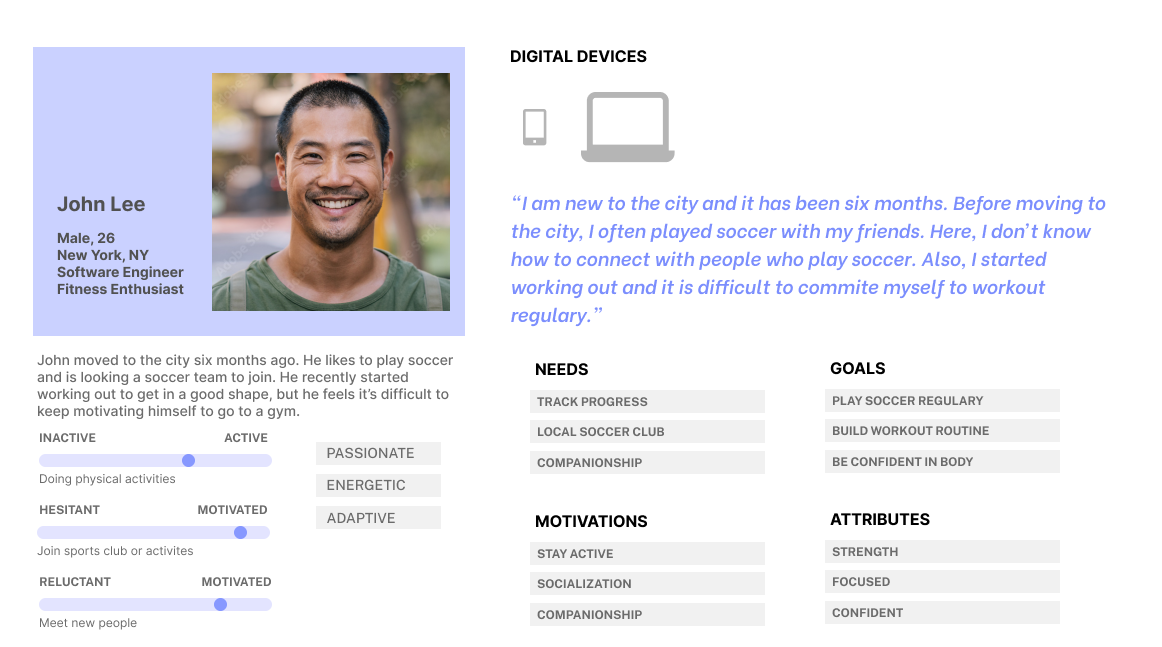 John Lee
Male, 26
New York, NY
Software Engineer
Fitness Enthusiast
John moved to the city six months ago. He likes to play soccer
and is looking a soccer team to join. He recently started
working out to get in a good shape, but he feels it’s difficult to
keep motivating himself to go to a gym.
INACTIVE ACTIVE
Doing physical activities
HESITANT MOTIVATED
Join sports club or activites
RELUCTANT MOTIVATED
Meet new people
PASSIONATE
ENERGETIC
ADAPTIVE
DIGITAL DEVICES
“I am new to the city and it has been six months. Before moving to
the city, I often played soccer with my friends. Here, I don’t know
how to connect with people who play soccer. Also, I started
working out and it is difficult to commite myself to workout
regulary.”
NEEDS
TRACK PROGRESS
LOCAL SOCCER CLUB
COMPANIONSHIP
GOALS
PLAY SOCCER REGULARY
BUILD WORKOUT ROUTINE
BE CONFIDENT IN BODY
MOTIVATIONS
STAY ACTIVE
SOCIALIZATION
COMPANIONSHIP
ATTRIBUTES
STRENGTH
FOCUSED
CONFIDENT